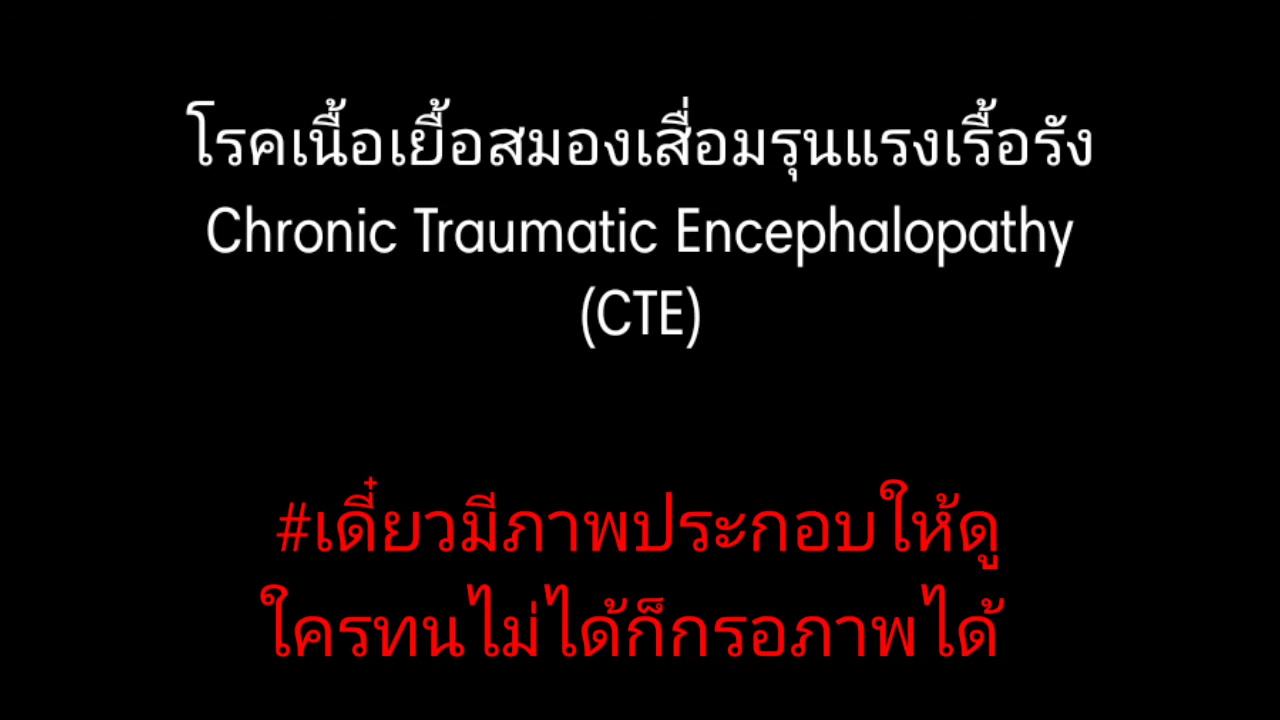 โรคเนื้อเยื้อสมองเสื่อมรุนแรงเรื้อรัง
Chronic Traumatic Encephalopathy
(CTE)
#เดี๋ยวมีภาพประกอบให้ดู
ใครทนไม่ได้ก็กรอภาพได้